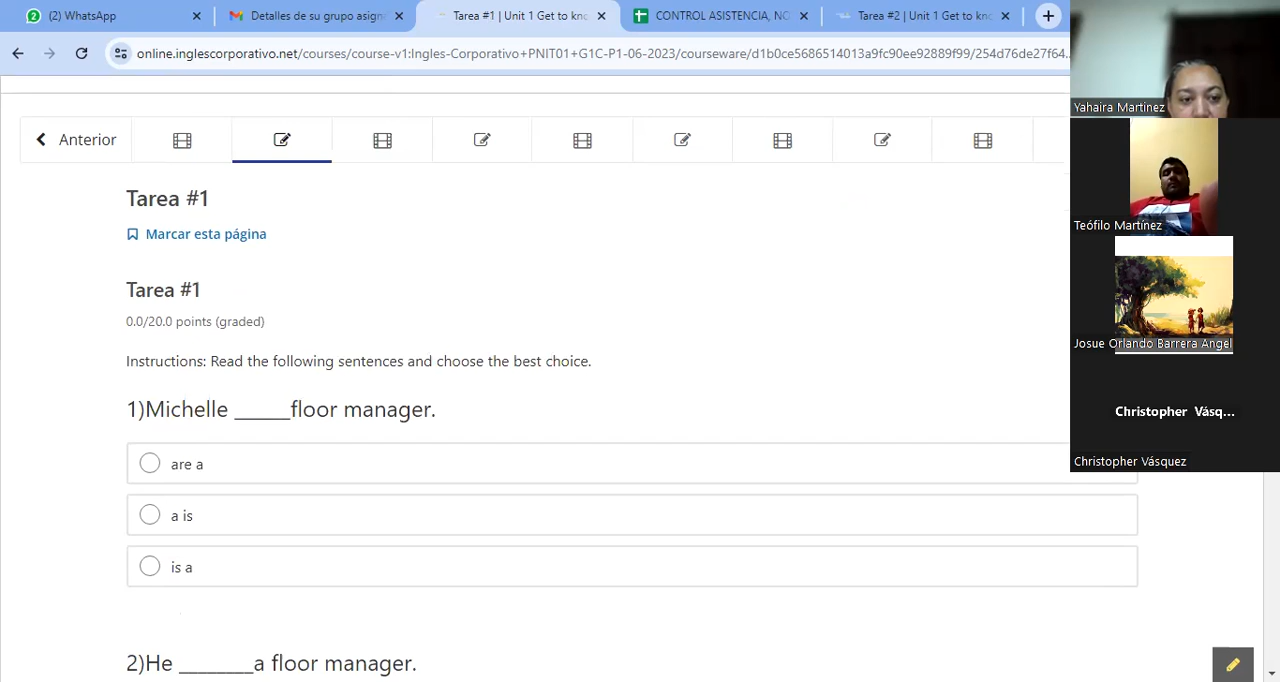 (2) WhatsApp
Detalles de su grupo asign
Tarea #1 | Unit 1 Get to kno
CONTROL ASISTENCIA, NO
Tarea #2 | Unit 1 Get to kno
online.inglescorporativo.net/courses/course-v1:Ingles-Corporativo+PNIT01+G1C-P1-06-2023/courseware/d1b0ce5686514013a9fc90ee92889f99/254d76de27f64...
Anterior
Tarea #1
Marcar esta página
Tarea #1
0.0/20.0 points (graded)
Instructions: Read the following sentences and choose the best choice.
1)Michelle ______floor manager.
are a
a is
is a
2)He ________a floor manager.
Yahaira Martinez
Teófilo Martínez
Josue Orlando Barrera Angel
Christopher Vásq...
Christopher Vásquez